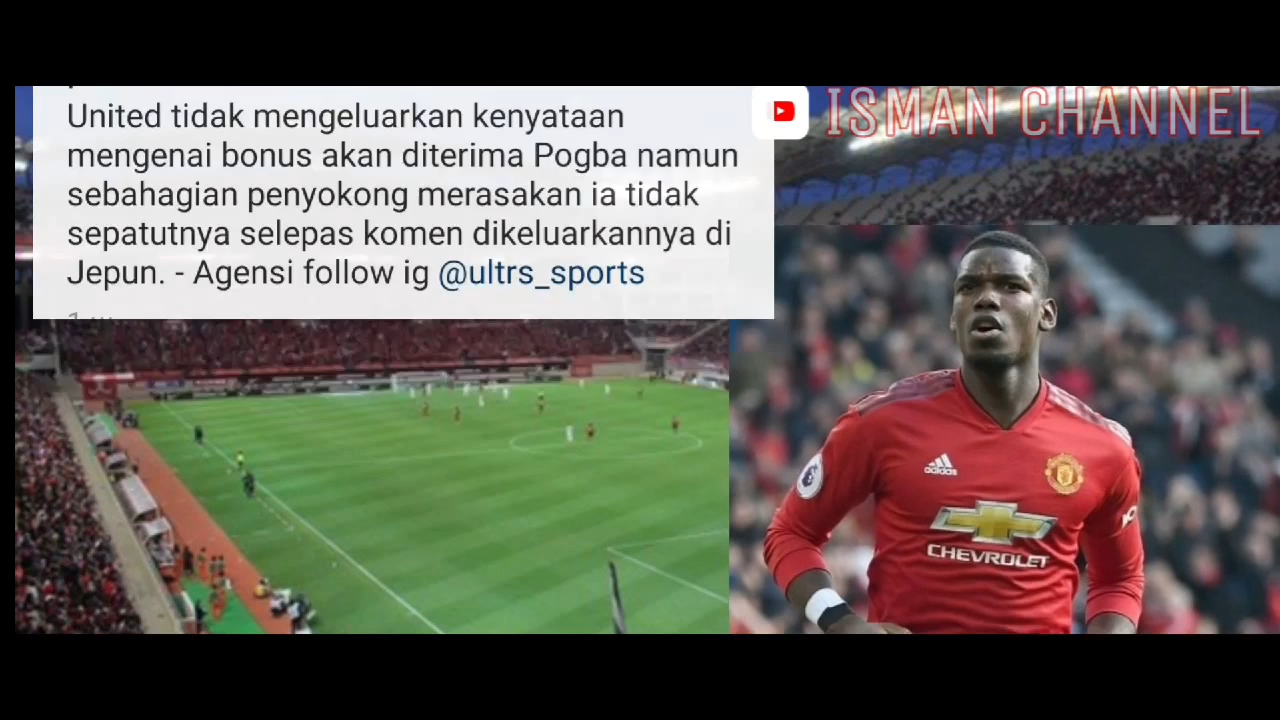 ISMAN CHANNEL
United tidak mengeluarkan kenyataan
mengenai bonus akan diterima Pogba namun
sebahagian penyokong merasakan ia tidak
sepatutnya selepas komen dikeluarkannya di
Jepun. - Agensi follow ig @ultrs_sports
adidas
CHEVROLET